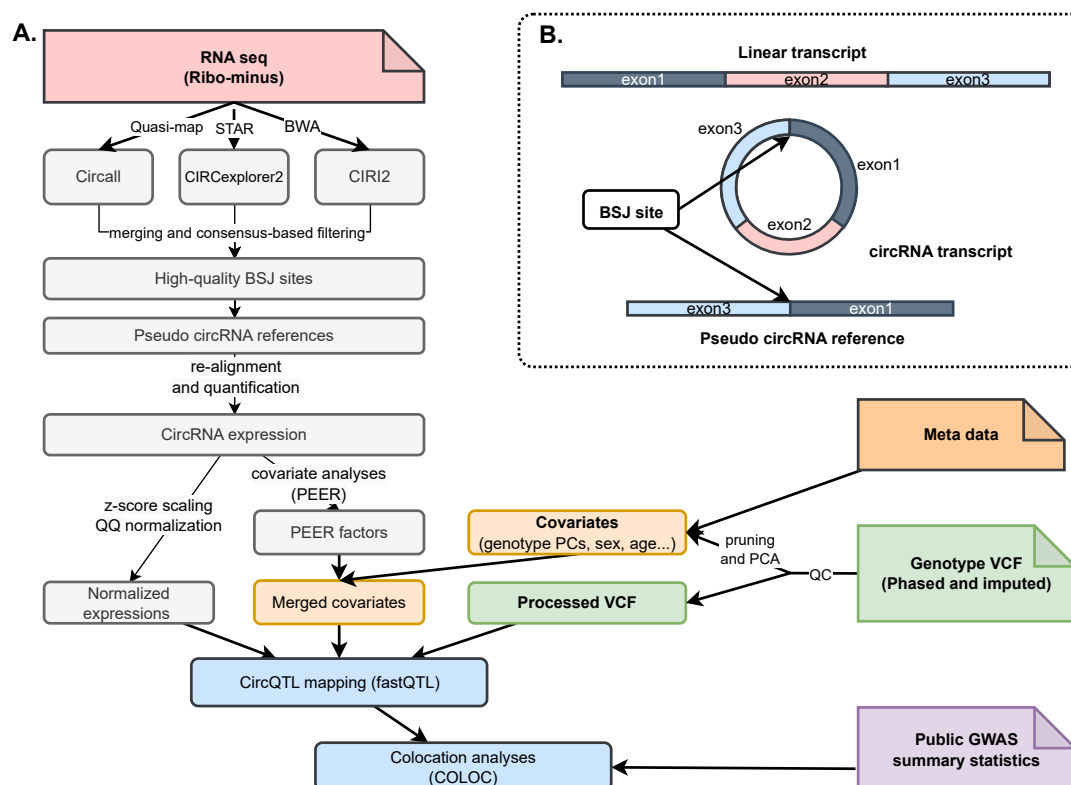 A.
RNA seq
(Ribo-minus)
Quasi-map
STAR
BWA
Circall
CIRCexplorer2
CIRI2
merging and consensus-based filtering
High-quality BSJ sites
Pseudo circRNA references
re-alignment
and quantification
CircRNA expression
covariate analyses
(PEER)
z-score scaling
QQ normalization
PEER factors
Covariates
(genotype PCs, sex, age...)
pruning
and PCA
QC
Normalized
expressions
Merged covariates
Processed VCF
CircQTL mapping (fastQTL)
Colocation analyses
(COLOC)
B.
Linear transcript
exon1
exon2
exon3
exon3
exon1
BSJ site
exon2
circRNA transcript
exon3
exon1
Pseudo circRNA reference
Meta data
Genotype VCF
(Phased and imputed)
Public GWAS
summary statistics